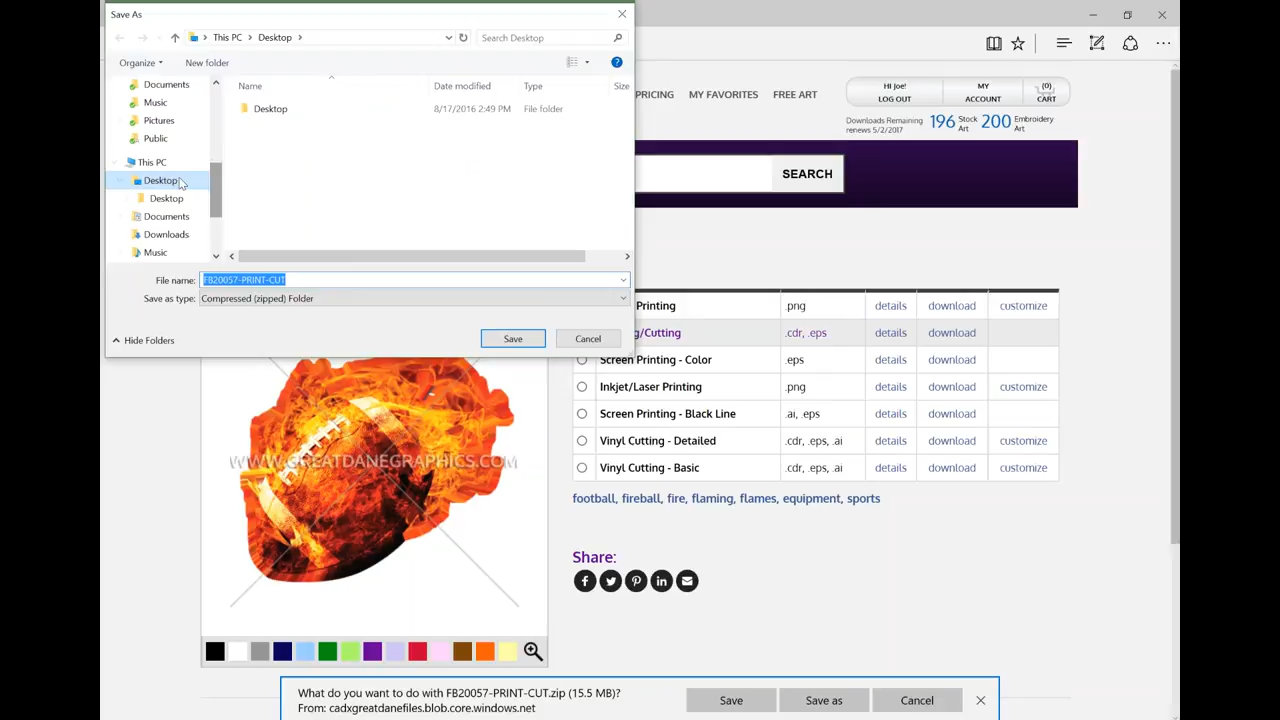 Save As
This PC > Desktop >
Search Desktop
Organize
New folder
Documents
Music
Pictures
Public
This PC
Desktop
Desktop
Documents
Downloads
Music
Name
Date modified
Type
Size
Desktop
8/17/2016 2:49 PM
File folder
File name:
FB20057-PRINT-CUT
Save as type:
Compressed (zipped) Folder
Hide Folders
Save
Cancel
PRICING
MY FAVORITES
FREE ART
Hi Joe!
LOG OUT
MY
ACCOUNT
(0)
CART
Downloads Remaining
renews 5/2/2017
196 Stock Art
200 Embroidery Art
SEARCH
Printing .png details download customize
g/Cutting .cdr, .eps details download
Screen Printing - Color .eps details download
Inkjet/Laser Printing .png details download customize
Screen Printing - Black Line .ai, .eps details download
Vinyl Cutting - Detailed .cdr, .eps, .ai details download customize
Vinyl Cutting - Basic .cdr, .eps, .ai details download customize
football, fireball, fire, flaming, flames, equipment, sports
Share:
WWW.GREATDANEGRAPHICS.COM
What do you want to do with FB20057-PRINT-CUT.zip (15.5 MB)?
From: cadxgreatdanefiles.blob.core.windows.net
Save
Save as
Cancel